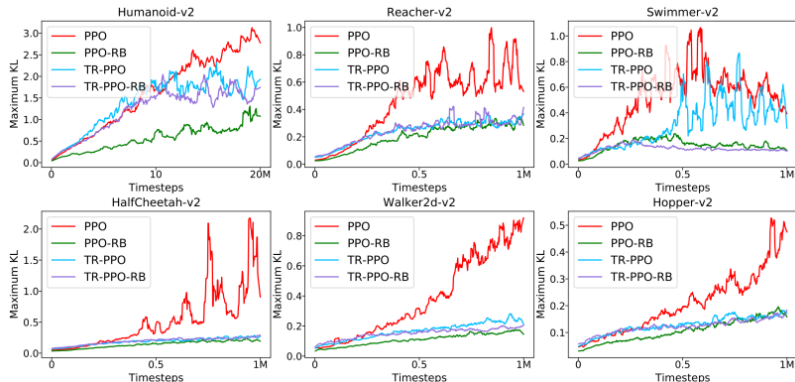 Humanoid-v2
Maximum KL
3.0
2.5
2.0
1.5
1.0
0.5
0.0
PPO
PPO-RB
TR-PPO
TR-PPO-RB
0
10
20M
Timesteps
Reacher-v2
Maximum KL
1.0
0.8
0.6
0.4
0.2
0.0
PPO
PPO-RB
TR-PPO
TR-PPO-RB
0
0.5
1M
Timesteps
Swimmer-v2
Maximum KL
1.0
0.8
0.6
0.4
0.2
0.0
PPO
PPO-RB
TR-PPO
TR-PPO-RB
0
0.5
1M
Timesteps
HalfCheetah-v2
Maximum KL
2.0
1.5
1.0
0.5
0.0
PPO
PPO-RB
TR-PPO
TR-PPO-RB
0
0.5
1M
Timesteps
Walker2d-v2
Maximum KL
0.8
0.6
0.4
0.2
0.0
PPO
PPO-RB
TR-PPO
TR-PPO-RB
0
0.5
1M
Timesteps
Hopper-v2
Maximum KL
0.5
0.4
0.3
0.2
0.1
PPO
PPO-RB
TR-PPO
TR-PPO-RB
0
0.5
1M
Timesteps